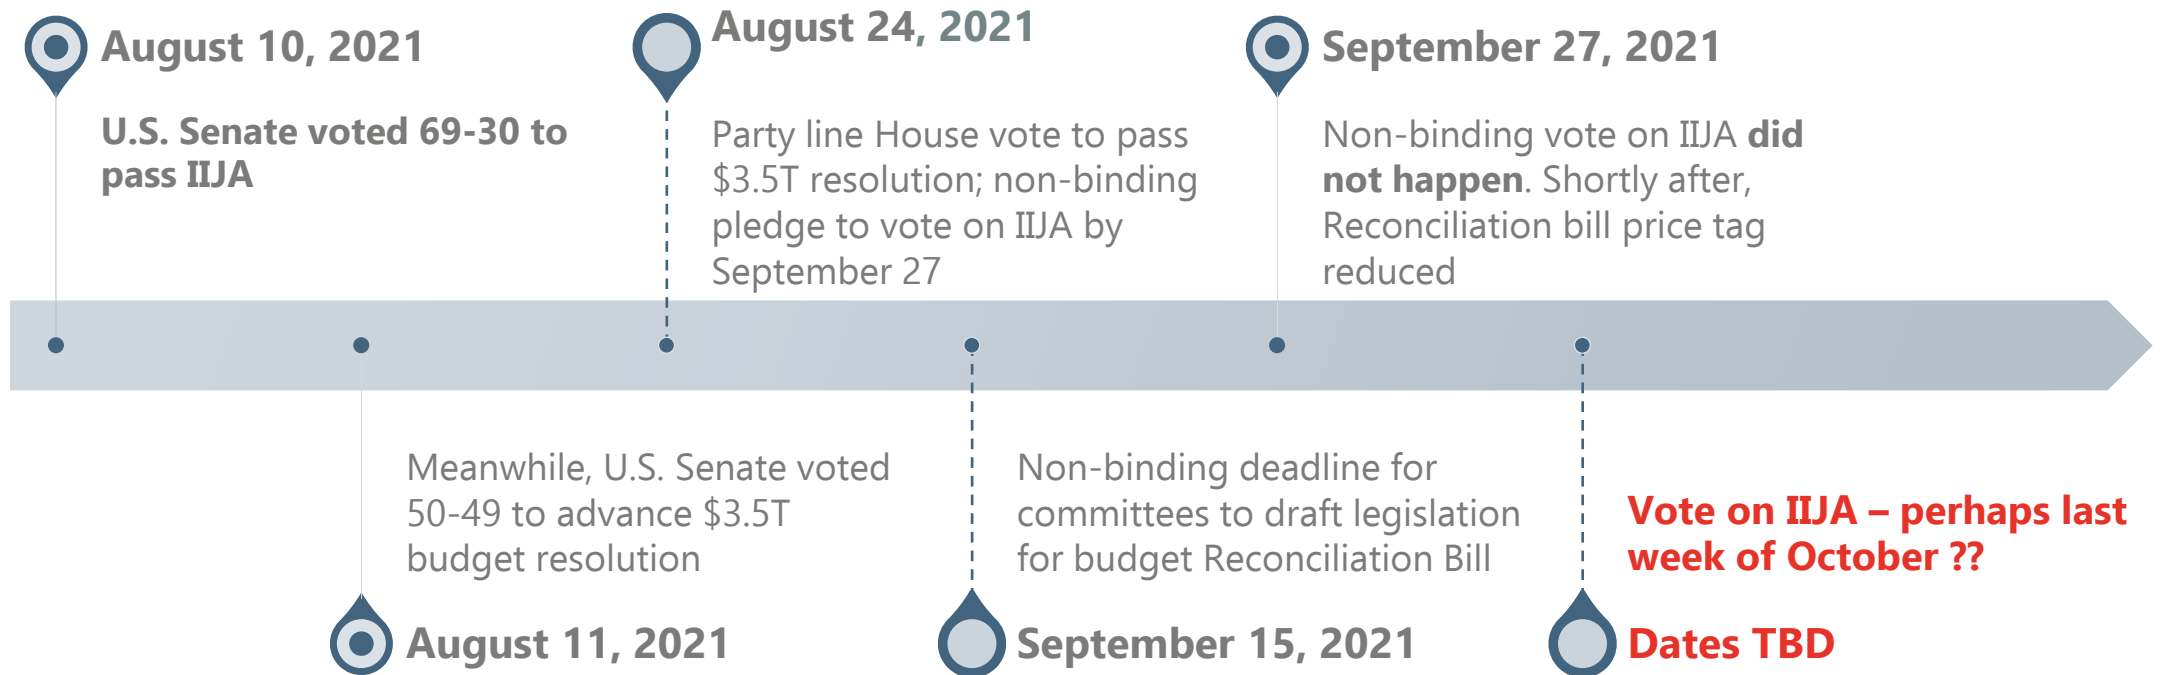 August 10, 2021
U.S. Senate voted 69-30 to
pass IIJA
August 24, 2021
Party line House vote to pass
$3.5T resolution; non-binding
pledge to vote on IIJA by
September 27
September 27, 2021
Non-binding vote on IIJA did
not happen. Shortly after,
Reconciliation bill price tag
reduced
Meanwhile, U.S. Senate voted
50-49 to advance $3.5T
budget resolution
August 11, 2021
Non-binding deadline for
committees to draft legislation
for budget Reconciliation Bill
September 15, 2021
Vote on IIJA – perhaps last
week of October ??
Dates TBD